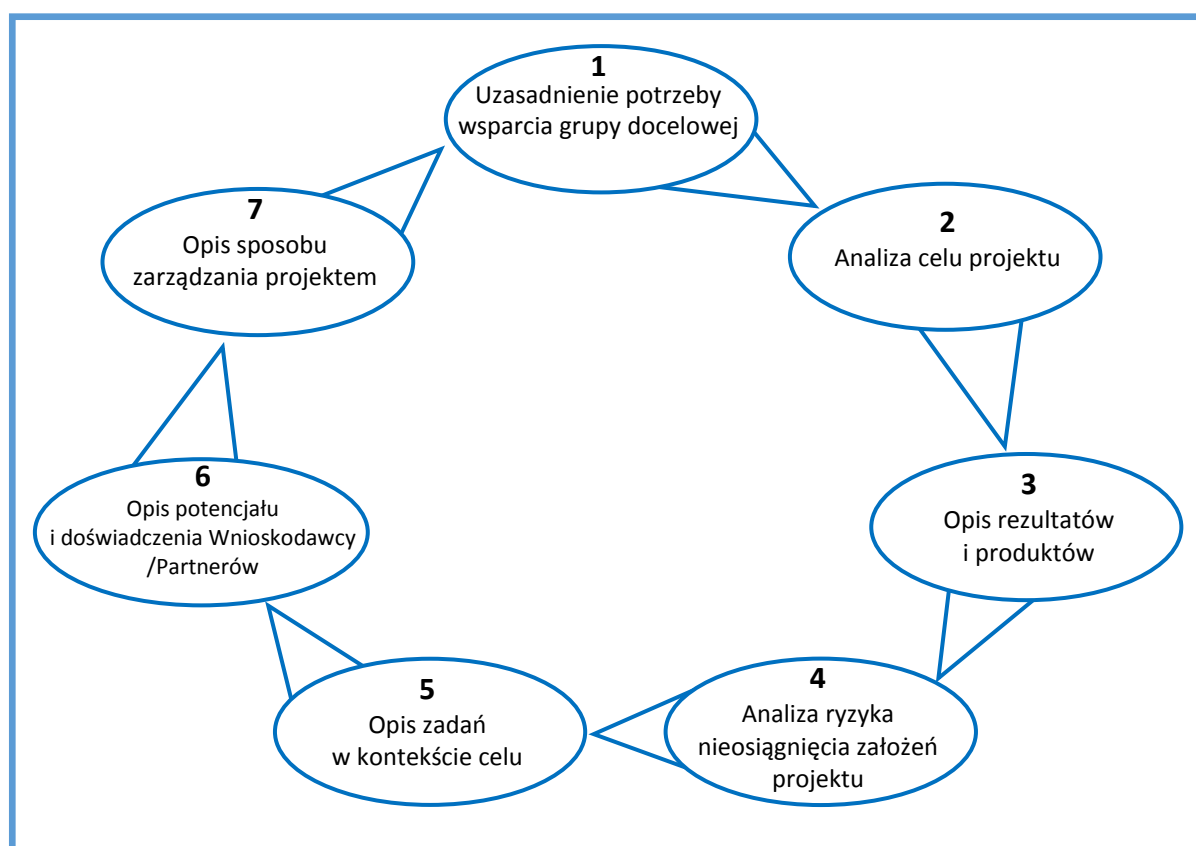 1
Uzasadnienie potrzeby
wsparcia grupy docelowej
2
Analiza celu projektu
3
Opis rezultatów
i produktów
4
Analiza ryzyka
nieosiągnięcia założeń
projektu
5
Opis zadań
w kontekście celu
6
Opis potencjału
i doświadczenia Wnioskodawcy
/Partnerów
7
Opis sposobu
zarządzania projektem